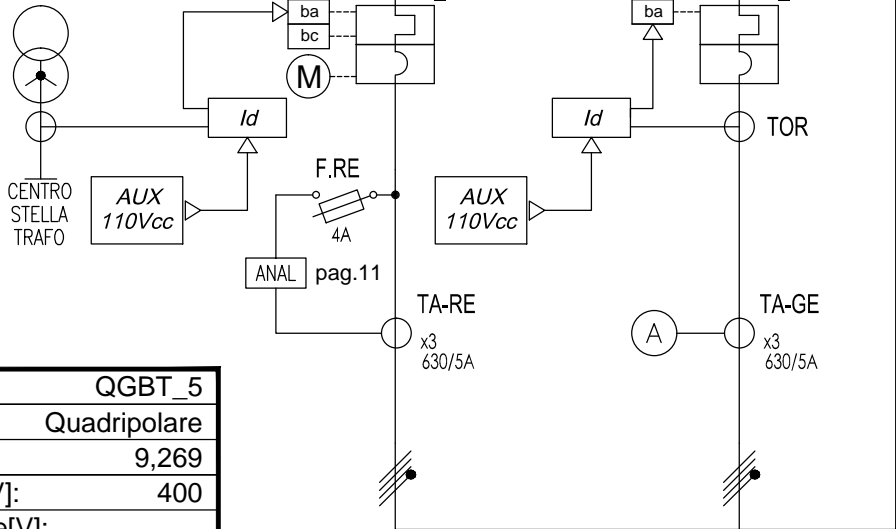 ba
bc
M
Id
CENTRO
STELLA
TRAFO
AUX
110Vcc
F.RE
4A
ANAL pag.11
TA-RE
x3
630/5A
ba
Id
TOR
AUX
110Vcc
A
TA-GE
x3
630/5A
QGBT_5
Quadripolare
9,269
V]: 400
e[V]: